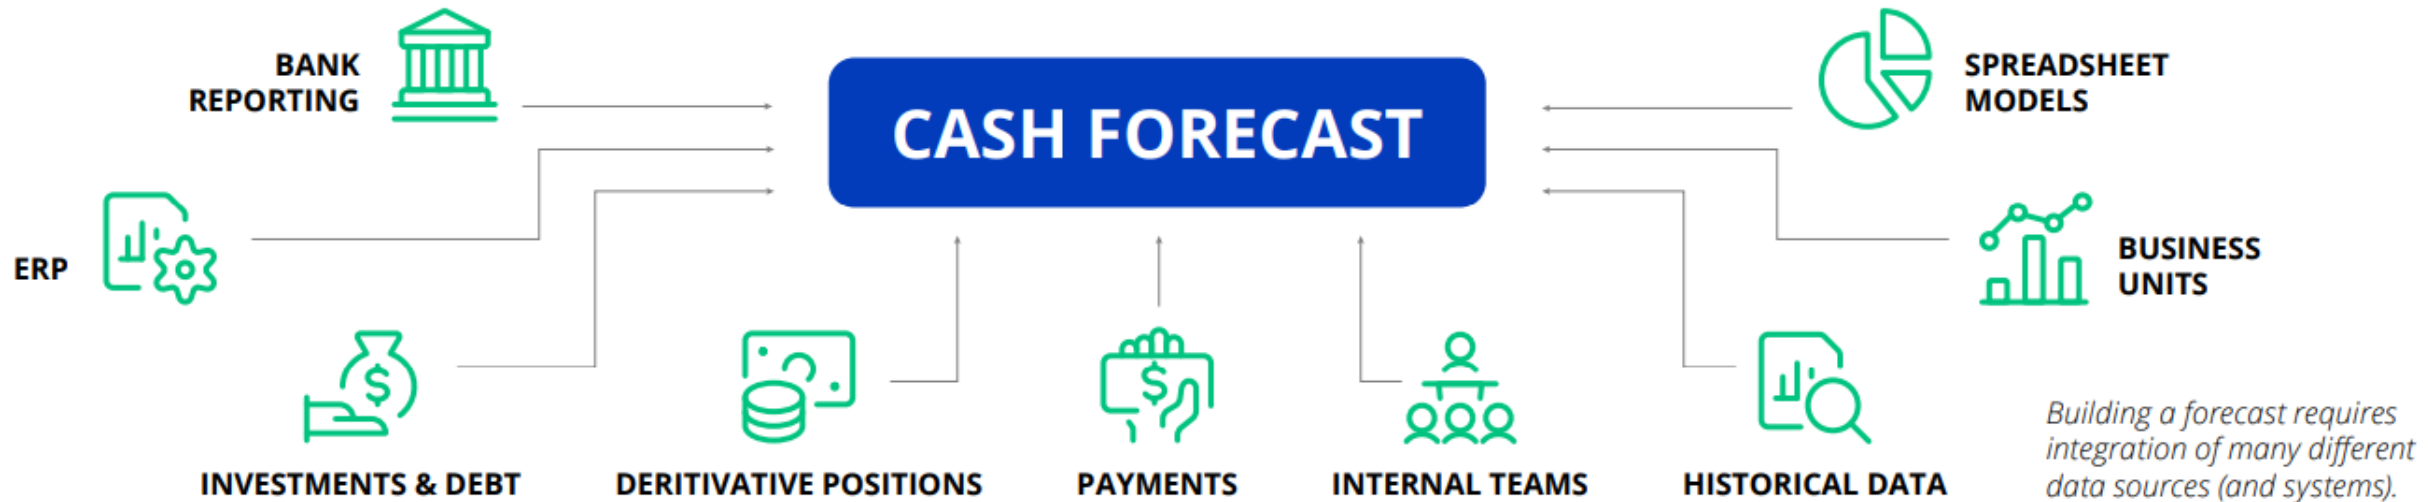 BANK
REPORTING
CASH FORECAST
SPREADSHEET
MODELS
ERP
BUSINESS
UNITS
INVESTMENTS & DEBT
DERITIVATIVE POSITIONS
PAYMENTS
INTERNAL TEAMS
HISTORICAL DATA
Building a forecast requires
integration of many different
data sources (and systems).